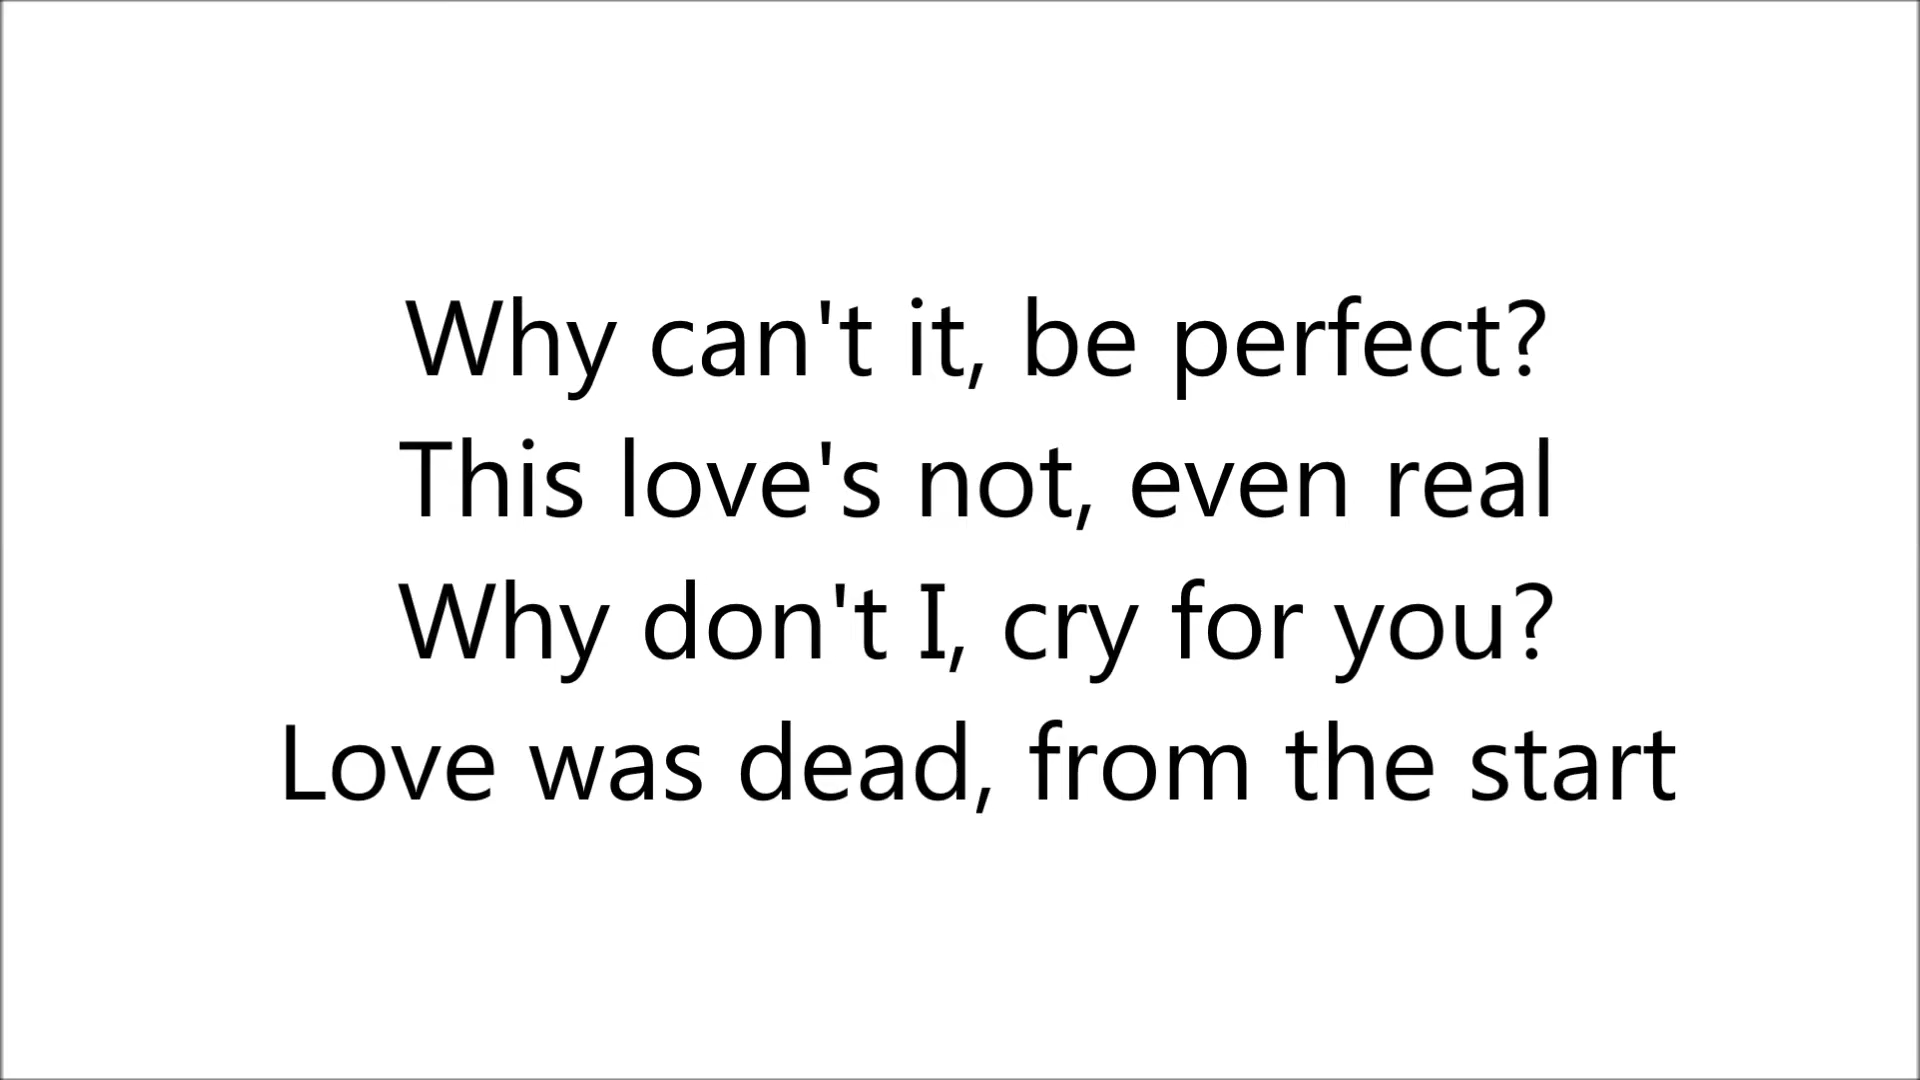 Why can't it, be perfect?
This love's not, even real
Why don't I, cry for you?
Love was dead, from the start